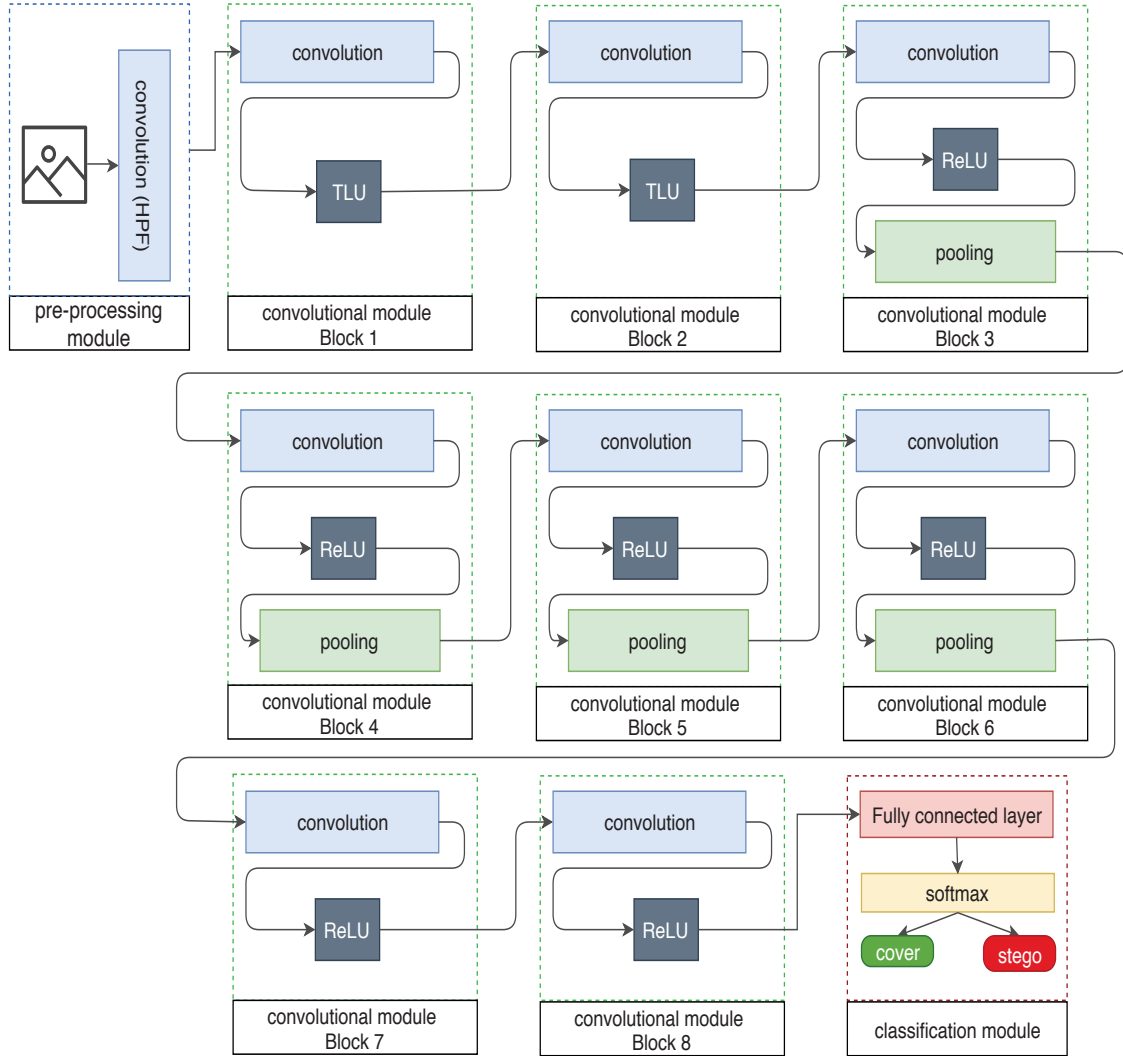 convolution (HPF)
pre-processing
module
convolution
TLU
convolutional module
Block 1
convolution
TLU
convolutional module
Block 2
convolution
ReLU
pooling
convolutional module
Block 3
convolution
ReLU
pooling
convolutional module
Block 4
convolution
ReLU
pooling
convolutional module
Block 5
convolution
ReLU
pooling
convolutional module
Block 6
convolution
ReLU
convolutional module
Block 7
convolution
ReLU
convolutional module
Block 8
Fully connected layer
softmax
cover
stego
classification module